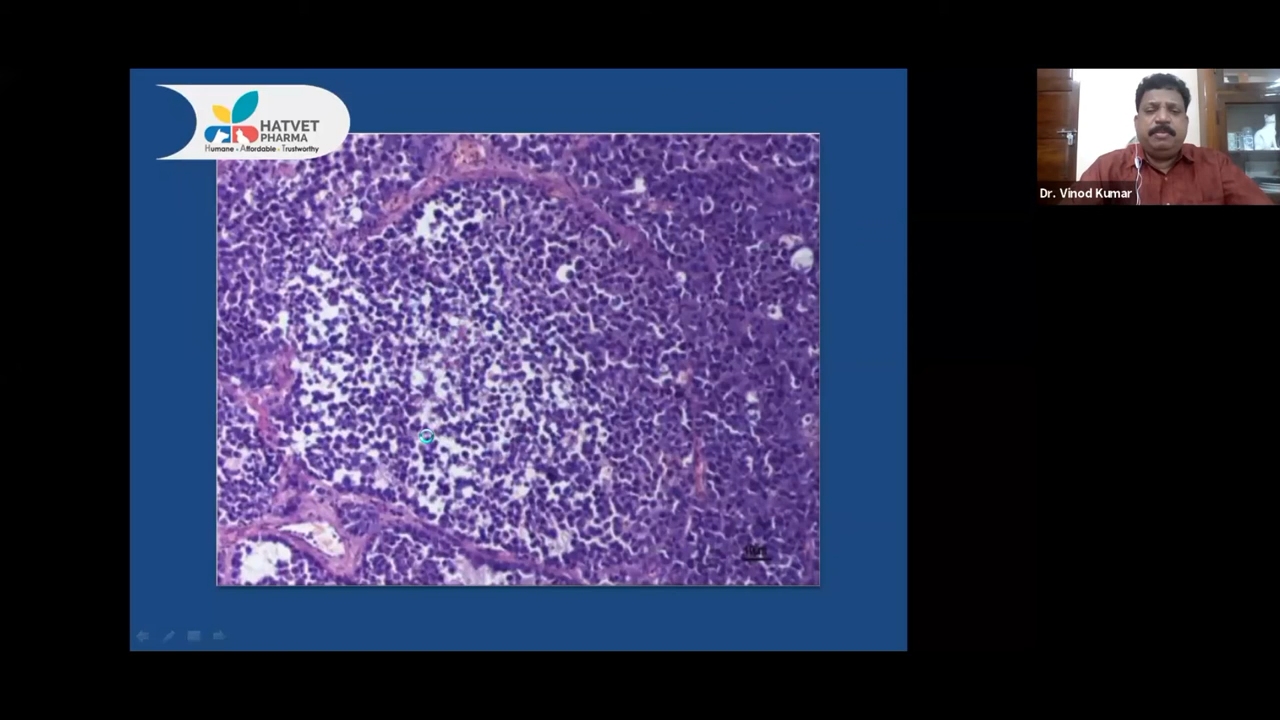 HATVET
PHARMA
Humane - Affordable - Trustworthy
Dr. Vinod Kumar